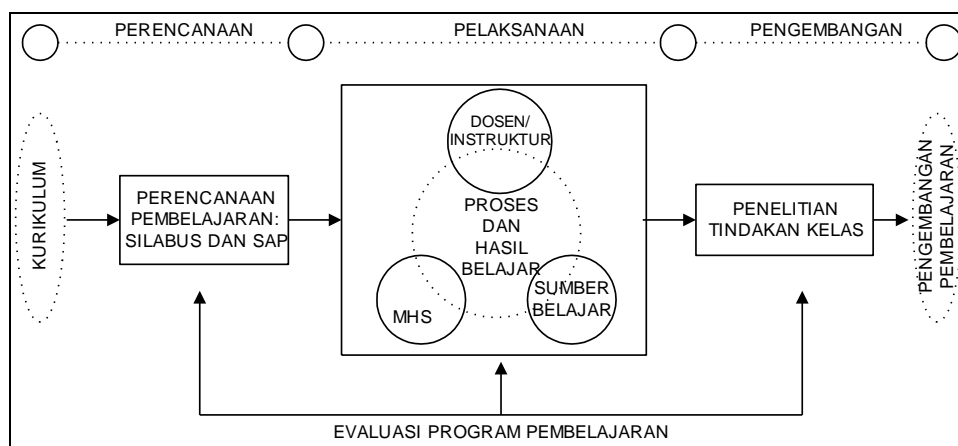 PERENCANAAN
PELAKSANAAN
PENGEMBANGAN
KURIKULUM
PERENCANAAN
PEMBELAJARAN:
SILABUS DAN SAP
DOSEN/
INSTRUKTUR
PROSES
DAN
HASIL
BELAJAR
MHS
SUMBER
BELAJAR
PENELITIAN
TINDAKAN KELAS
PENGEMBANGAN
PEMBELAJARAN
EVALUASI PROGRAM PEMBELAJARAN